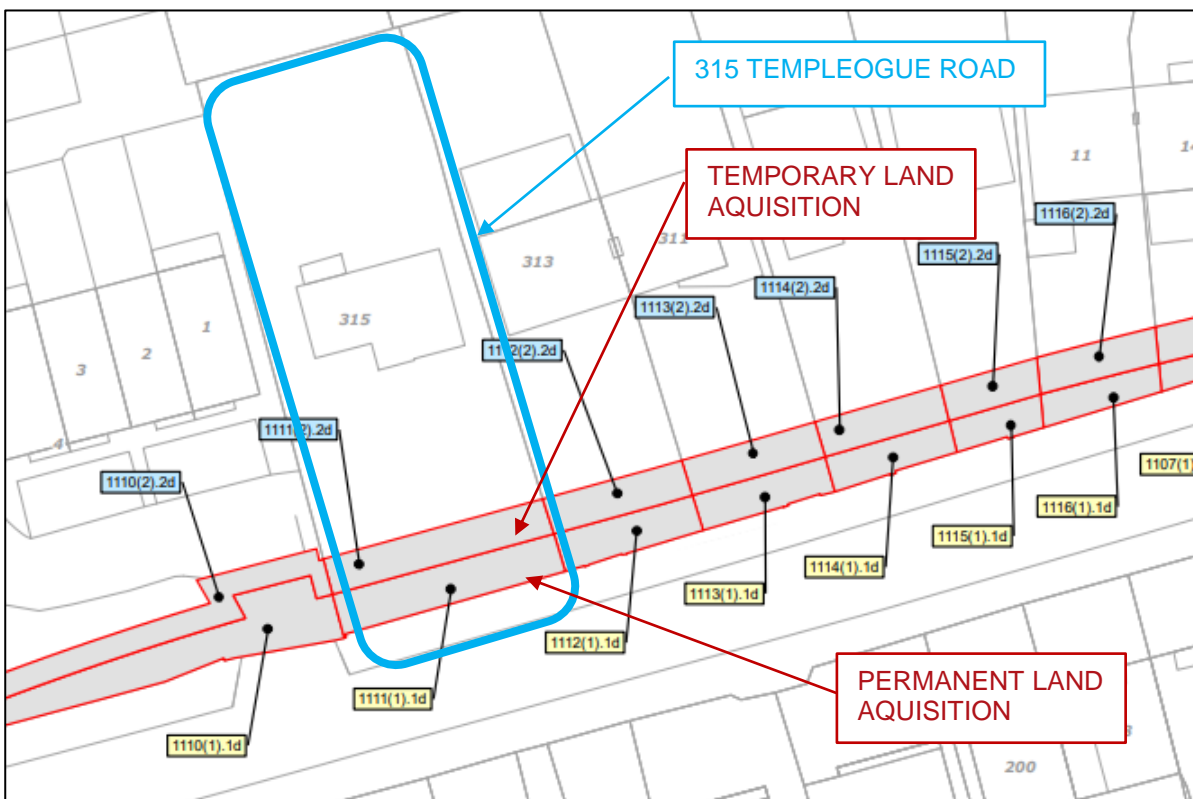 315 TEMPLEOGUE ROAD
TEMPORARY LAND
AQUISITION
11
1116(2).2d
1115(2).2d
313
311
1114(2).2d
1113(2).2d
315
1
2
3
4
1111(2).2d
1110(2).2d
1107(1)
1116(1).1d
1115(1).1d
1114(1).1d
1113(1).1d
1112(1).1d
1111(1).1d
1110(1).1d
PERMANENT LAND
AQUISITION
200